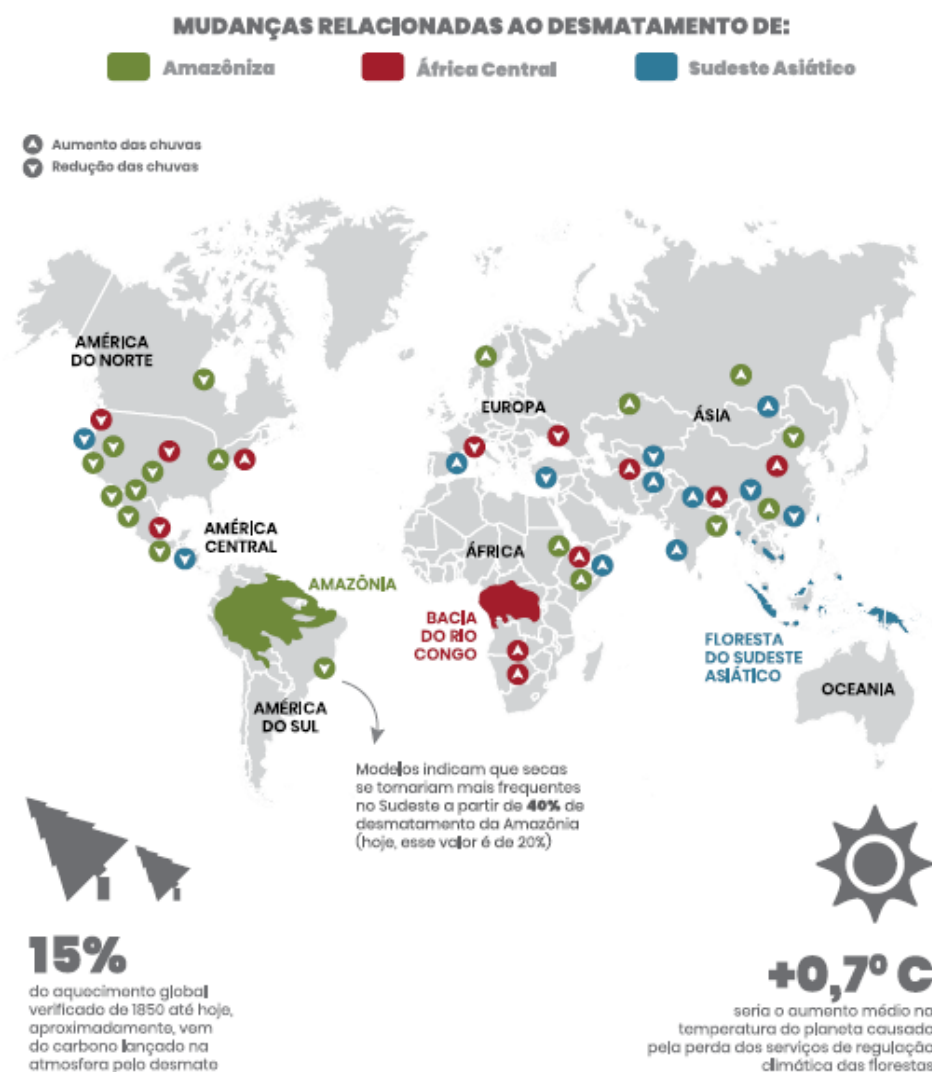 MUDANÇAS RELACIONADAS AO DESMATAMENTO DE:
Amazôniza
África Central
Sudeste Asiático
Aumento das chuvas
Redução das chuvas
AMÉRICA
DO NORTE
EUROPA
ÁSIA
AMÉRICA
CENTRAL
ÁFRICA
AMAZÔNIA
BACIA
DO RIO
CONGO
FLORESTA
DO SUDESTE
ASIÁTICO
OCEANIA
AMÉRICA
DO SUL
Modelos indicam que secas
se tornariam mais frequentes
no Sudeste a partir de 40% de
desmatamento da Amazônia
(hoje, esse valor é de 20%)
15%
do aquecimento global
verificado de 1850 até hoje,
aproximadamente, vem
do carbono lançado na
atmosfera pelo desmate
+0,7º C
seria o aumento médio na
temperatura do planeta causado
pela perda dos serviços de regulação
climática das florestas